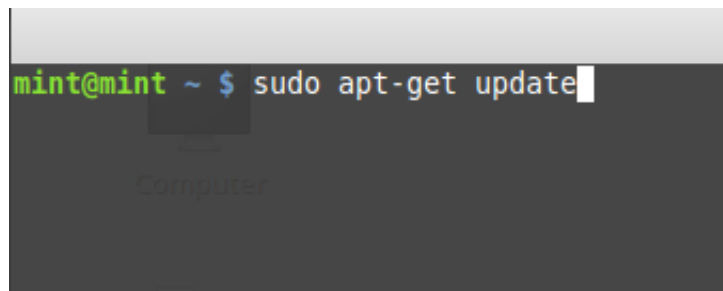 mint@mint ~ $ sudo apt-get update
Computer